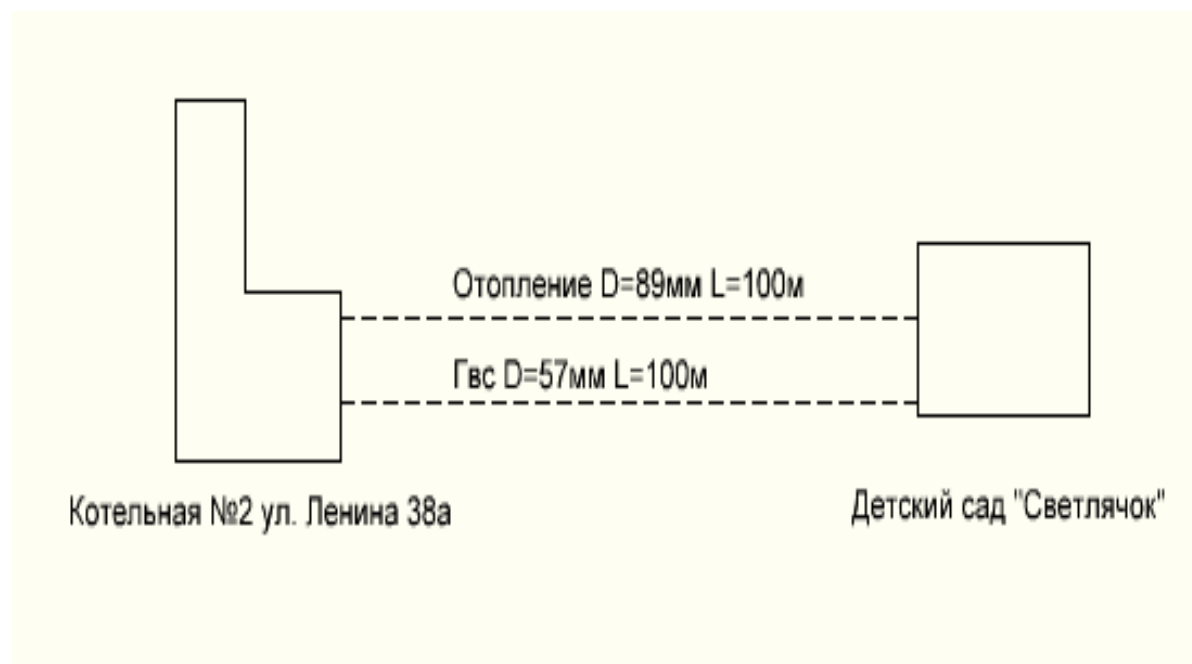 Отопление D=89мм L=100м
Гвс D=57мм L=100м
Котельная №2 ул. Ленина 38а
Детский сад "Светлячок"